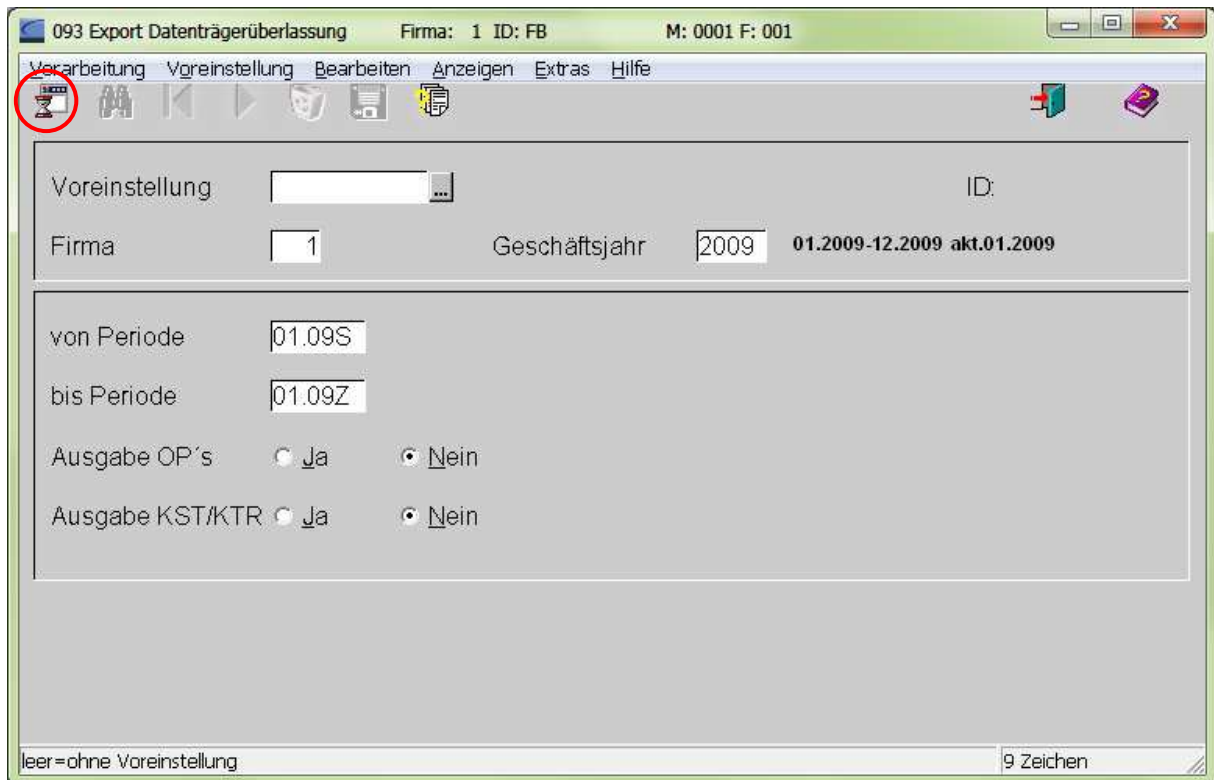 093 Export Datenträgerüberlassung Firma: 1 ID: FB M: 0001 F: 001
Verarbeitung Voreinstellung Bearbeiten Anzeigen Extras Hilfe
Voreinstellung ... ID:
Firma 1 Geschäftsjahr 2009 01.2009-12.2009 akt.01.2009
von Periode 01.09S
bis Periode 01.09Z
Ausgabe OP´s Ja Nein
Ausgabe KST/KTR Ja Nein
leer=ohne Voreinstellung 9 Zeichen